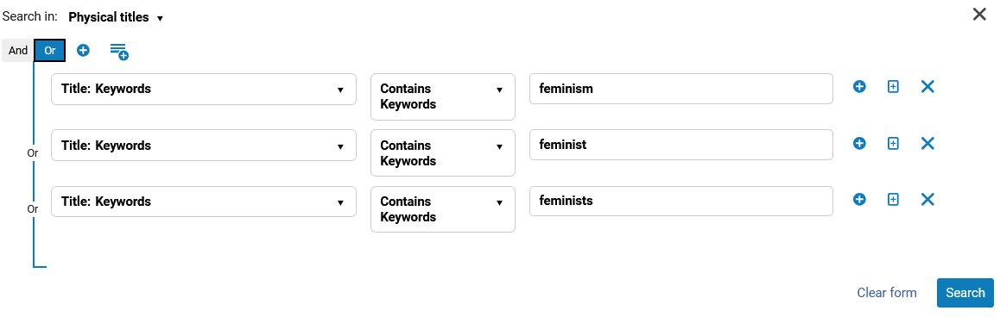 Search in: Physical titles
And Or
Title: Keywords Contains Keywords feminism
Or Title: Keywords Contains Keywords feminist
Or Title: Keywords Contains Keywords feminists
Clear form Search